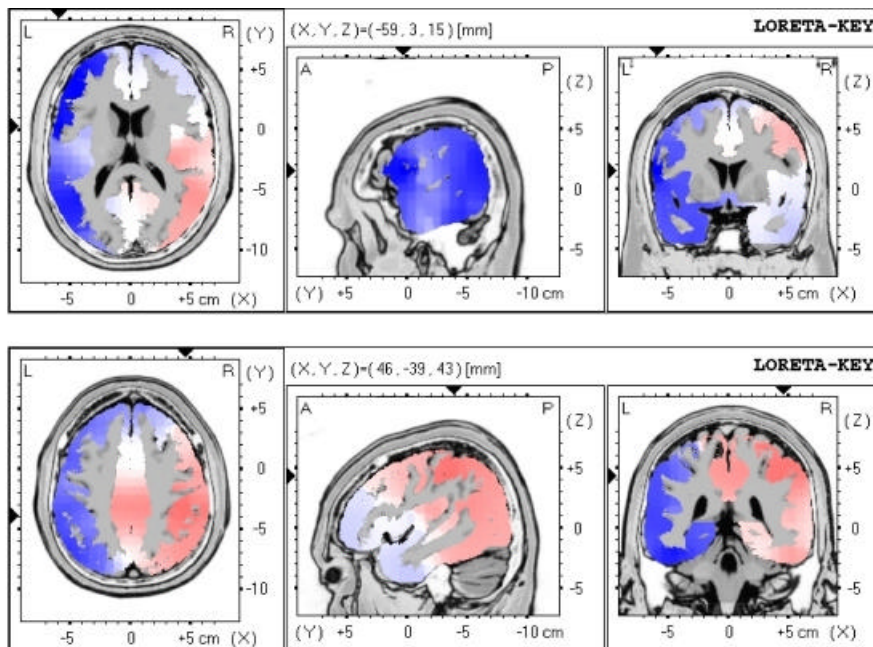 L R (Y)
(X, Y, Z)=(-59, 3, 15) [mm]
LORETA-KEY
A P (Z)
L R (Z)
+5
0
-5
-10
+5
0
-5
+5
0
-5
-5 0 +5 cm (X)
(Y) +5 0 -5 -10 cm
-5 0 +5 cm (X)
L R (Y)
(X, Y, Z)=(46, -39, 43) [mm]
LORETA-KEY
A P (Z)
L R (Z)
+5
0
-5
-10
+5
0
-5
+5
0
-5
-5 0 +5 cm (X)
(Y) +5 0 -5 -10 cm
-5 0 +5 cm (X)